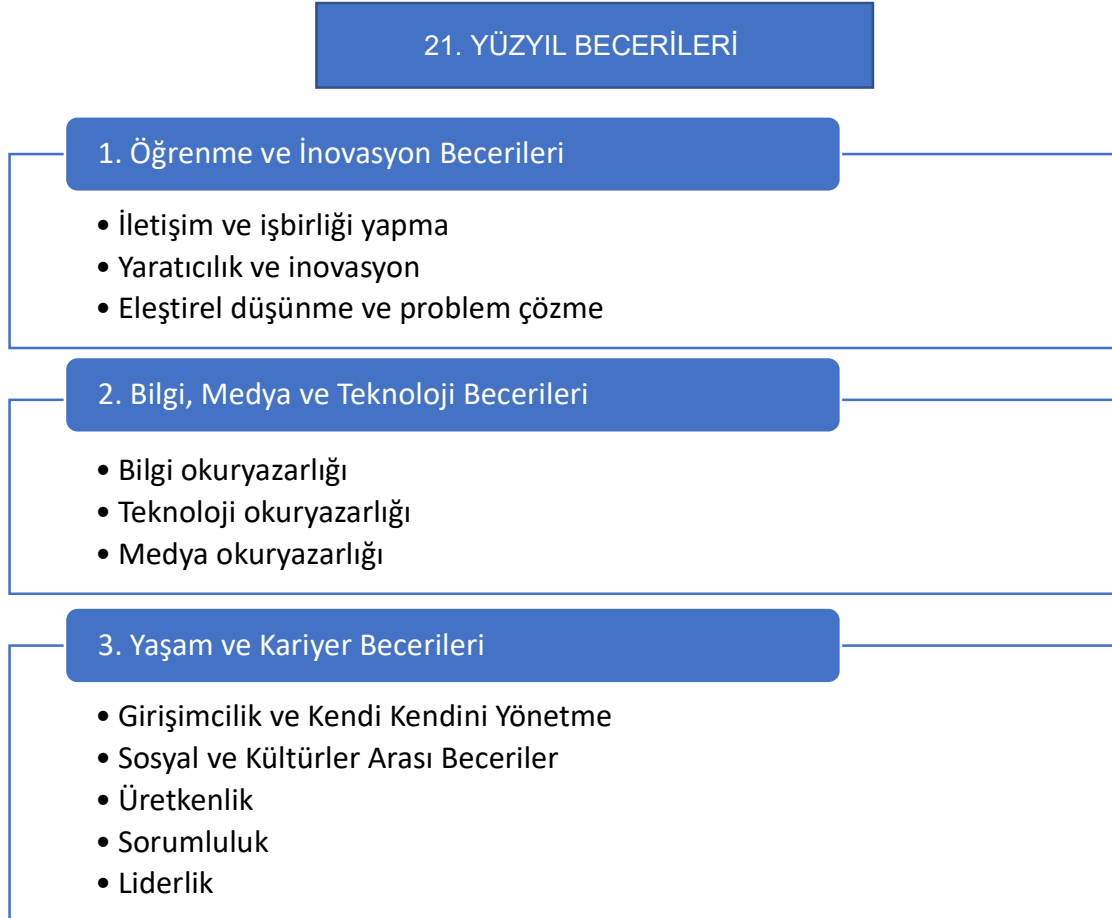 21. YÜZYIL BECERİLERİ
1. Öğrenme ve İnovasyon Becerileri
• İletişim ve işbirliği yapma
• Yaratıcılık ve inovasyon
• Eleştirel düşünme ve problem çözme
2. Bilgi, Medya ve Teknoloji Becerileri
• Bilgi okuryazarlığı
• Teknoloji okuryazarlığı
• Medya okuryazarlığı
3. Yaşam ve Kariyer Becerileri
• Girişimcilik ve Kendi Kendini Yönetme
• Sosyal ve Kültürler Arası Beceriler
• Üretkenlik
• Sorumluluk
• Liderlik